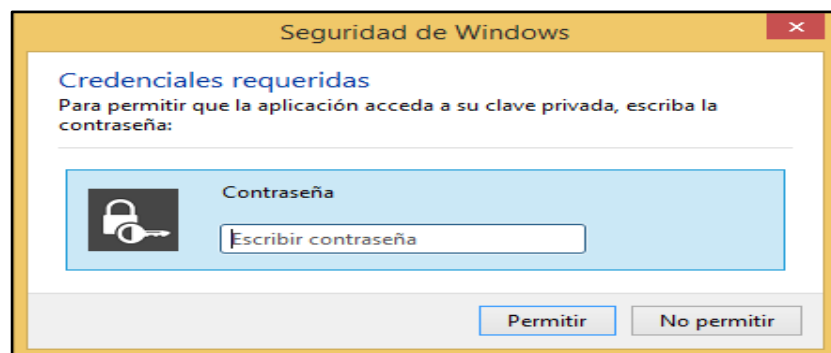 Seguridad de Windows
Credenciales requeridas
Para permitir que la aplicación acceda a su clave privada, escriba la
contraseña:
Contraseña
Escribir contraseña
Permitir
No permitir